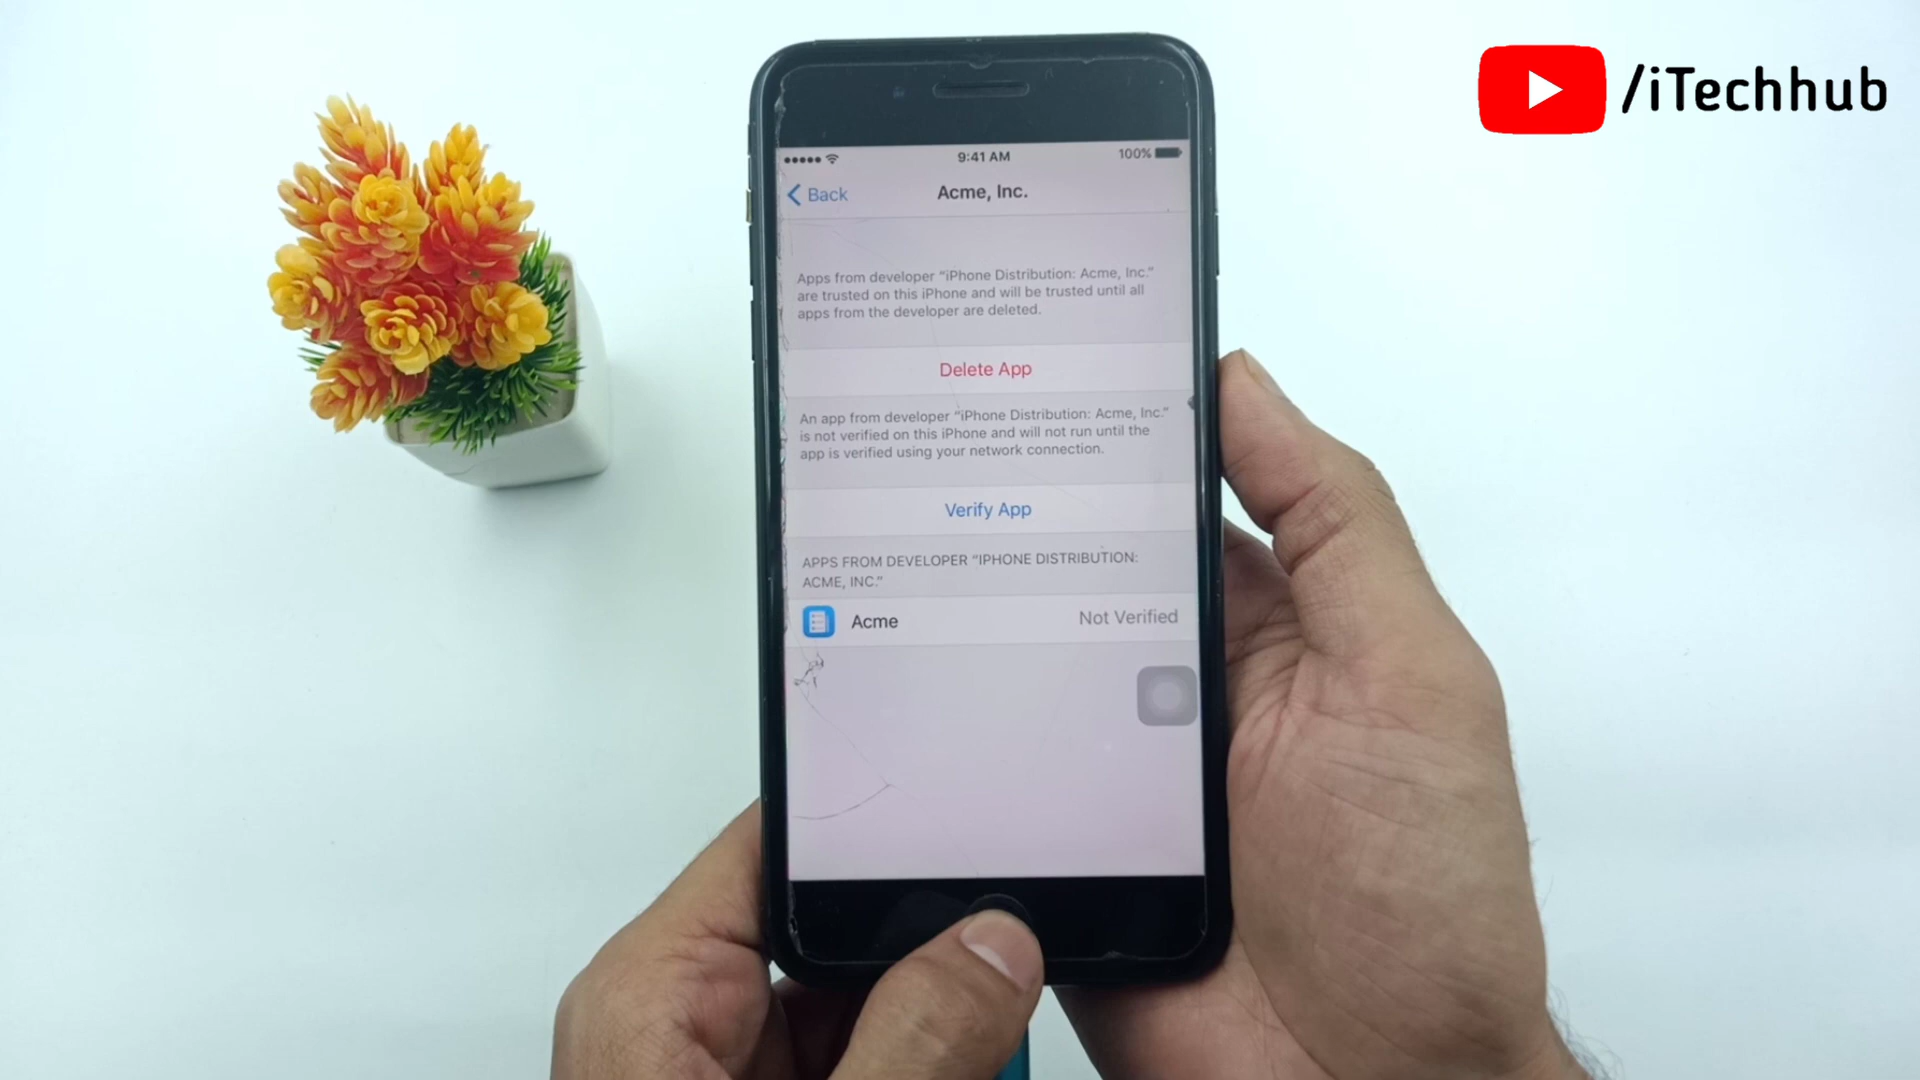 /iTechhub
9:41 AM
100%
Back
Acme, Inc.
Apps from developer “iPhone Distribution: Acme, Inc.”
are trusted on this iPhone and will be trusted until all
apps from the developer are deleted.
Delete App
An app from developer “iPhone Distribution: Acme, Inc.”
is not verified on this iPhone and will not run until the
app is verified using your network connection.
Verify App
APPS FROM DEVELOPER “IPHONE DISTRIBUTION:
ACME, INC.”
Acme
Not Verified